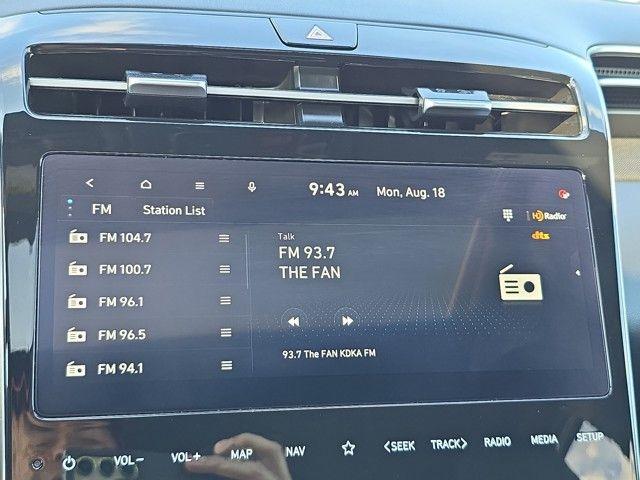 9:43 AM Mon, Aug. 18
FM Station List
HD Radio
dts
FM 104.7
FM 100.7
FM 96.1
FM 96.5
FM 94.1
Talk
FM 93.7
THE FAN
93.7 The FAN KDKA FM
VOL- VOL+ MAP NAV <SEEK TRACK> RADIO MEDIA SETUP